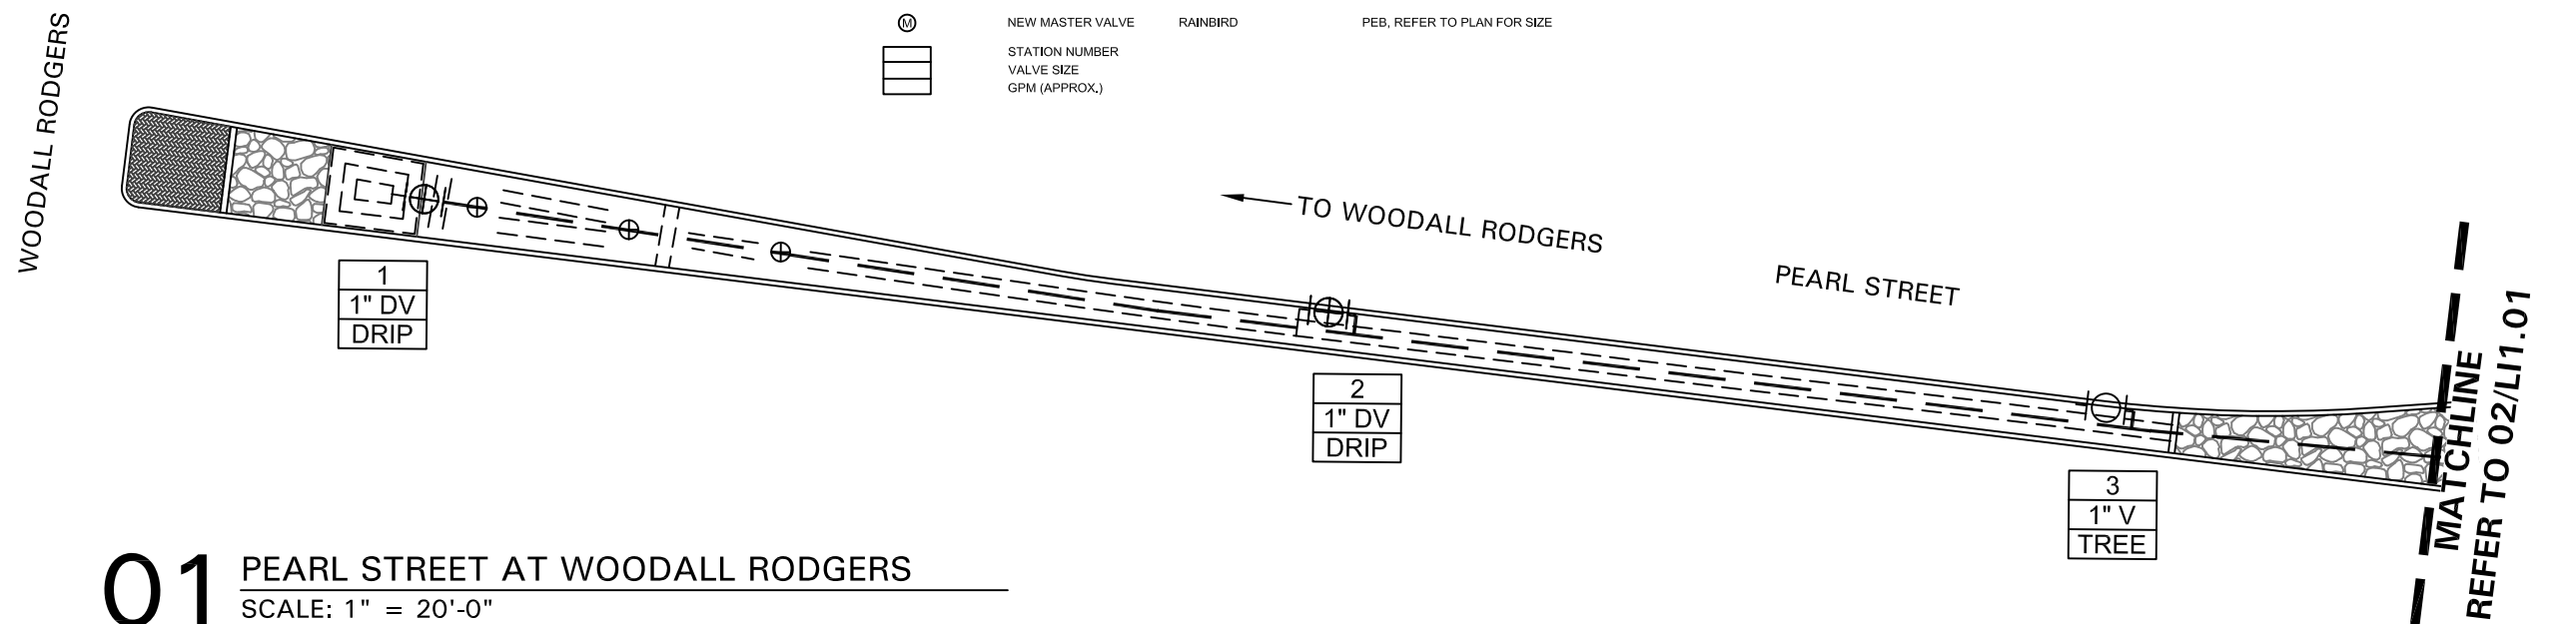 Ⓜ NEW MASTER VALVE RAINBIRD PEB, REFER TO PLAN FOR SIZE
STATION NUMBER
VALVE SIZE
GPM (APPROX.)
WOODALL RODGERS
TO WOODALL RODGERS
PEARL STREET
1
1" DV
DRIP
2
1" DV
DRIP
3
1" V
TREE
MATCHLINE
REFER TO 02/LI1.01
01 PEARL STREET AT WOODALL RODGERS
SCALE: 1" = 20'-0"